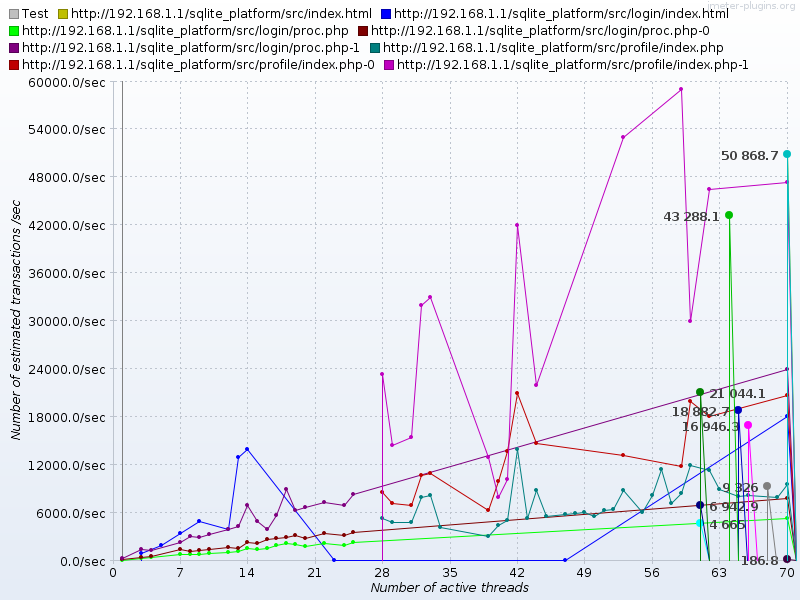 jmeter-plugins.org
Test http://192.168.1.1/sqlite_platform/src/index.html http://192.168.1.1/sqlite_platform/src/login/index.html
http://192.168.1.1/sqlite_platform/src/login/proc.php http://192.168.1.1/sqlite_platform/src/login/proc.php-0
http://192.168.1.1/sqlite_platform/src/login/proc.php-1 http://192.168.1.1/sqlite_platform/src/profile/index.php
http://192.168.1.1/sqlite_platform/src/profile/index.php-0 http://192.168.1.1/sqlite_platform/src/profile/index.php-1
60000.0/sec
54000.0/sec
50 868.7
48000.0/sec
43 288.1
42000.0/sec
36000.0/sec
30000.0/sec
24000.0/sec
21 044.1
18 882.7
18000.0/sec
16 946.3
12000.0/sec
9 326
6 942.9
6000.0/sec
4 665
186.8
0.0/sec
Number of estimated transactions /sec
0 7 14 21 28 35 42 49 56 63 70
Number of active threads